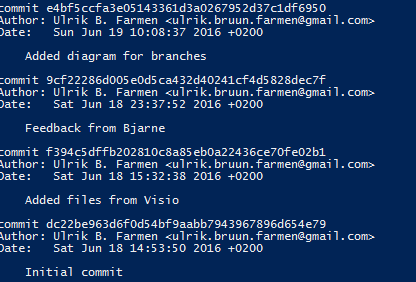 commit e4bf5ccfa3e05143361d3a0267952d37c1df6950
Author: Ulrik B. Farmen <ulrik.bruun.farmen@gmail.com>
Date:   Sun Jun 19 10:08:37 2016 +0200
Added diagram for branches
commit 9cf22286d005e0d5ca432d40241cf4d5828dec7f
Author: Ulrik B. Farmen <ulrik.bruun.farmen@gmail.com>
Date:   Sat Jun 18 23:37:52 2016 +0200
Feedback from Bjarne
commit f394c5dffb202810c8a85eb0a22436ce70fe02b1
Author: Ulrik B. Farmen <ulrik.bruun.farmen@gmail.com>
Date:   Sat Jun 18 15:32:38 2016 +0200
Added files from Visio
commit dc22be963d6f0d54bf9aabb7943967896d654e79
Author: Ulrik B. Farmen <ulrik.bruun.farmen@gmail.com>
Date:   Sat Jun 18 14:53:50 2016 +0200
Initial commit